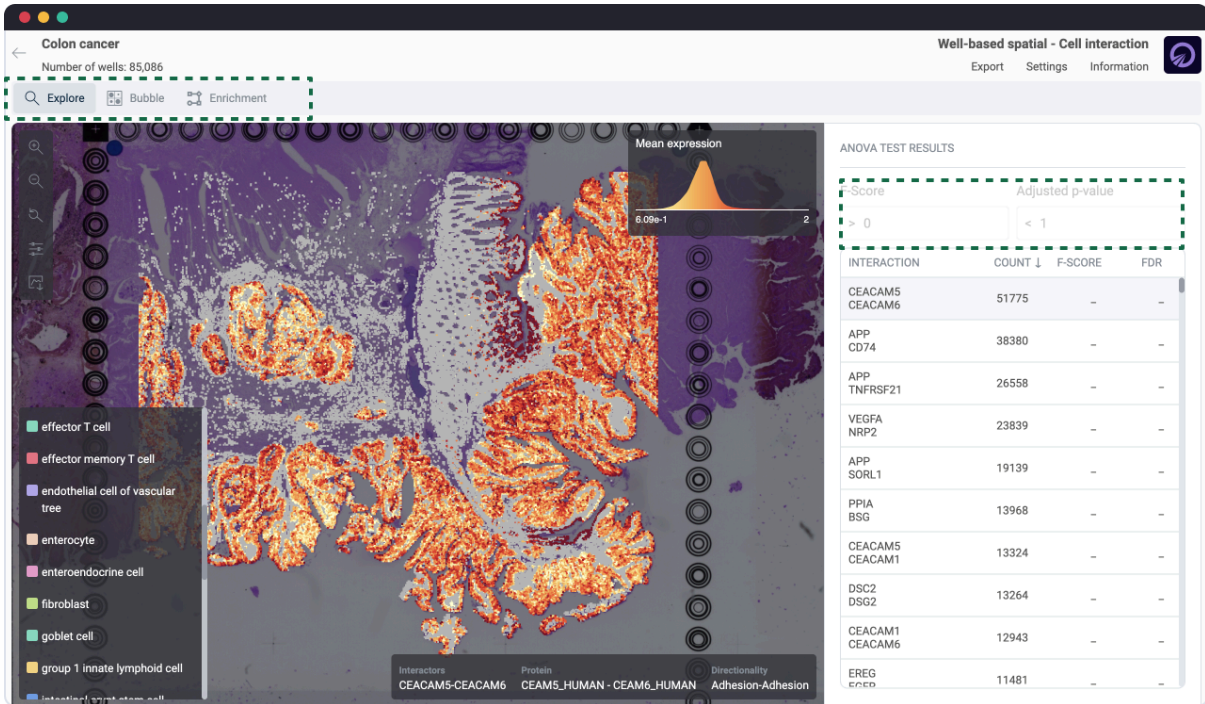 Colon cancer
Number of wells: 85,086
Well-based spatial - Cell interaction
Export Settings Information
Explore Bubble Enrichment
Mean expression
6.09e-1 2
effector T cell
effector memory T cell
endothelial cell of vascular
tree
enterocyte
enteroendocrine cell
fibroblast
goblet cell
group 1 innate lymphoid cell
intestinal crypt stem cell
Interactors Protein Directionality
CEACAM5-CEACAM6 CEAM5_HUMAN - CEAM6_HUMAN Adhesion-Adhesion
ANOVA TEST RESULTS
F-Score Adjusted p-value
> 0 < 1
INTERACTION COUNT ↓ F-SCORE FDR
CEACAM5
CEACAM6 51775 – –
APP
CD74 38380 – –
APP
TNFRSF21 26558 – –
VEGFA
NRP2 23839 – –
APP
SORL1 19139 – –
PPIA
BSG 13968 – –
CEACAM5
CEACAM1 13324 – –
DSC2
DSG2 13264 – –
CEACAM1
CEACAM6 12943 – –
EREG
EGFR 11481 – –